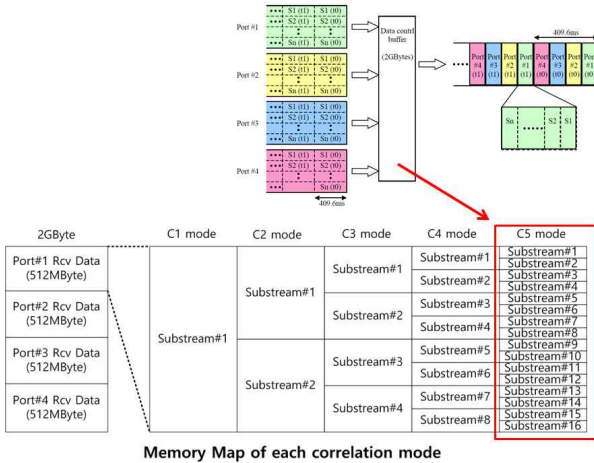 Port #1
S1 (t1) S1 (t0)
S2 (t1) S2 (t0)
Sn (t1) Sn (t0)
Port #2
S1 (t1) S1 (t0)
S2 (t1) S2 (t0)
Sn (t1) Sn (t0)
Port #3
S1 (t1) S1 (t0)
S2 (t1) S2 (t0)
Sn (t1) Sn (t0)
Port #4
S1 (t1) S1 (t0)
S2 (t1) S2 (t0)
Sn (t0)
409.6ms
Data contrl
buffer
(2GBytes)
409.6ms
Port Port Port Port Port Port Port Port
#4 #3 #2 #1 #4 #3 #2 #1
(t1) (t1) (t1) (t1) (t0) (t0) (t0) (t0)
Sn S2 S1
2GByte
Port#1 Rcv Data
(512MByte)
Port#2 Rcv Data
(512MByte)
Port#3 Rcv Data
(512MByte)
Port#4 Rcv Data
(512MByte)
C1 mode
Substream#1
C2 mode
Substream#1
Substream#2
C3 mode
Substream#1
Substream#2
Substream#3
Substream#4
C4 mode
Substream#1
Substream#2
Substream#3
Substream#4
Substream#5
Substream#6
Substream#7
Substream#8
C5 mode
Substream#1
Substream#2
Substream#3
Substream#4
Substream#5
Substream#6
Substream#7
Substream#8
Substream#9
Substream#10
Substream#11
Substream#12
Substream#13
Substream#14
Substream#15
Substream#16
Memory Map of each correlation mode